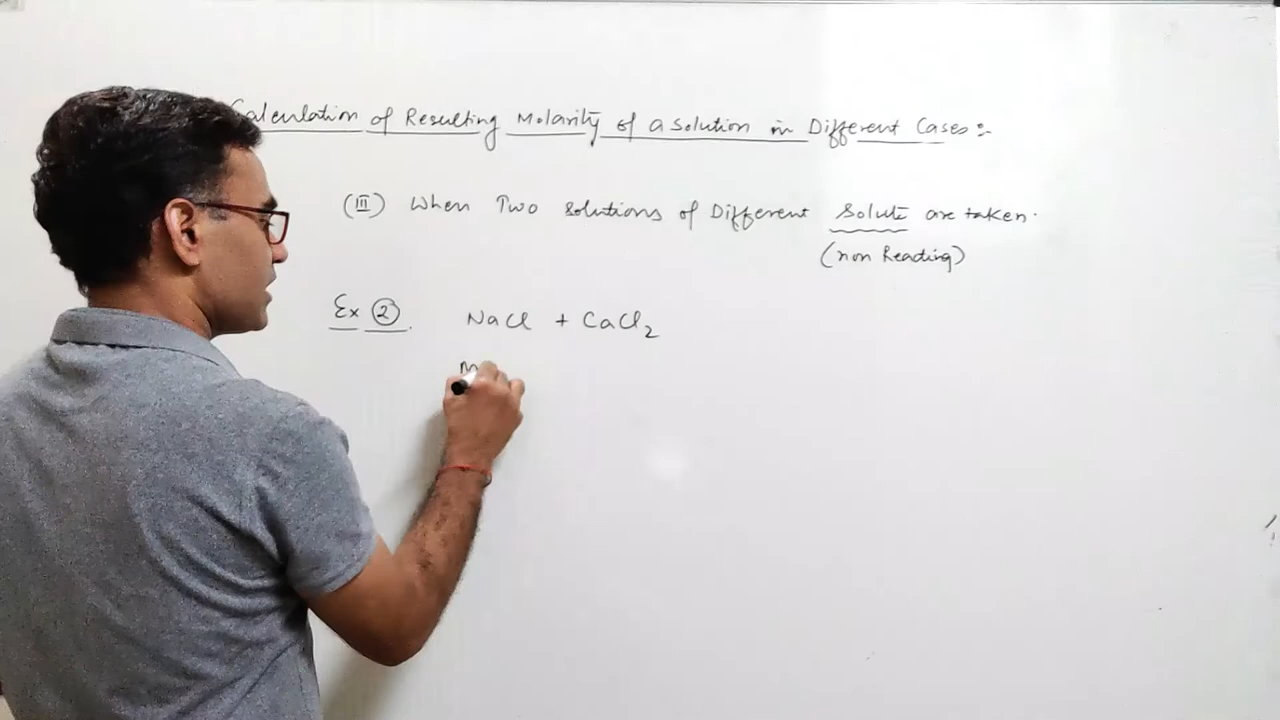 Calculation of Resulting Molarity of a Solution in Different Cases:-
(III) When Two Solutions of Different Solute are taken.
(non Reading)
Ex (2). NaCl + CaCl2
M